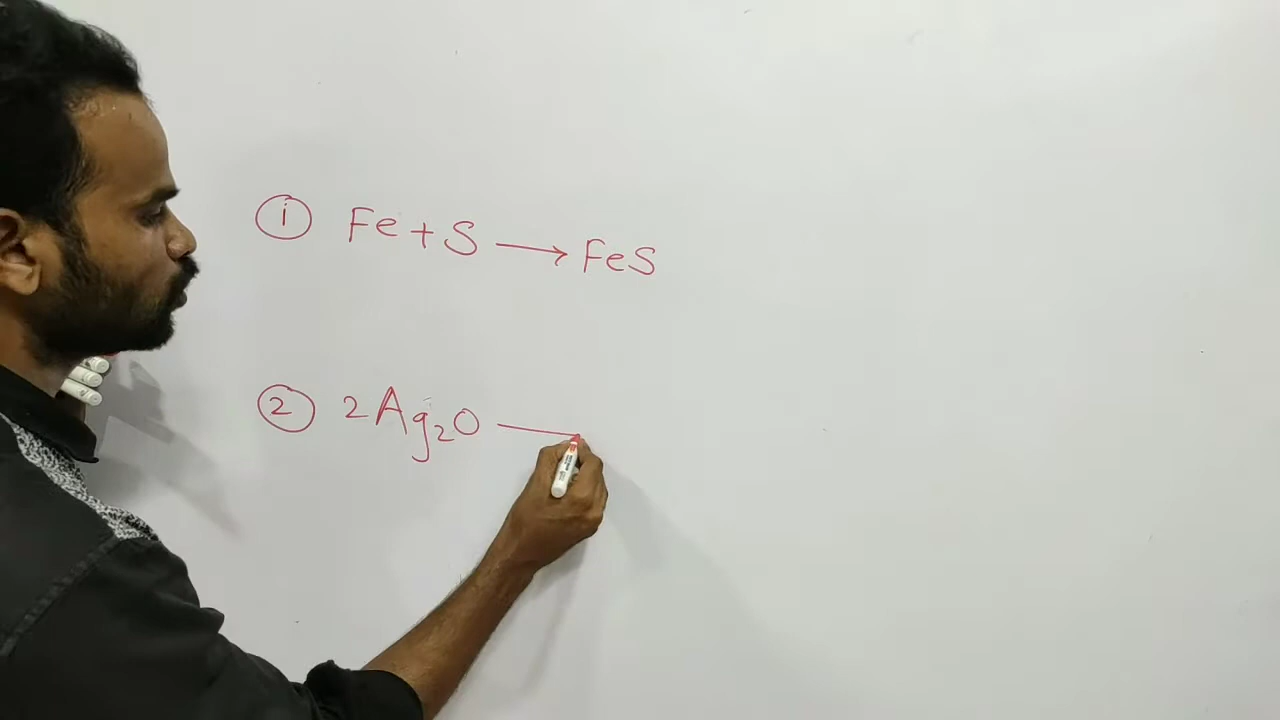 ① Fe + S ⟶ FeS
② 2Ag₂O —